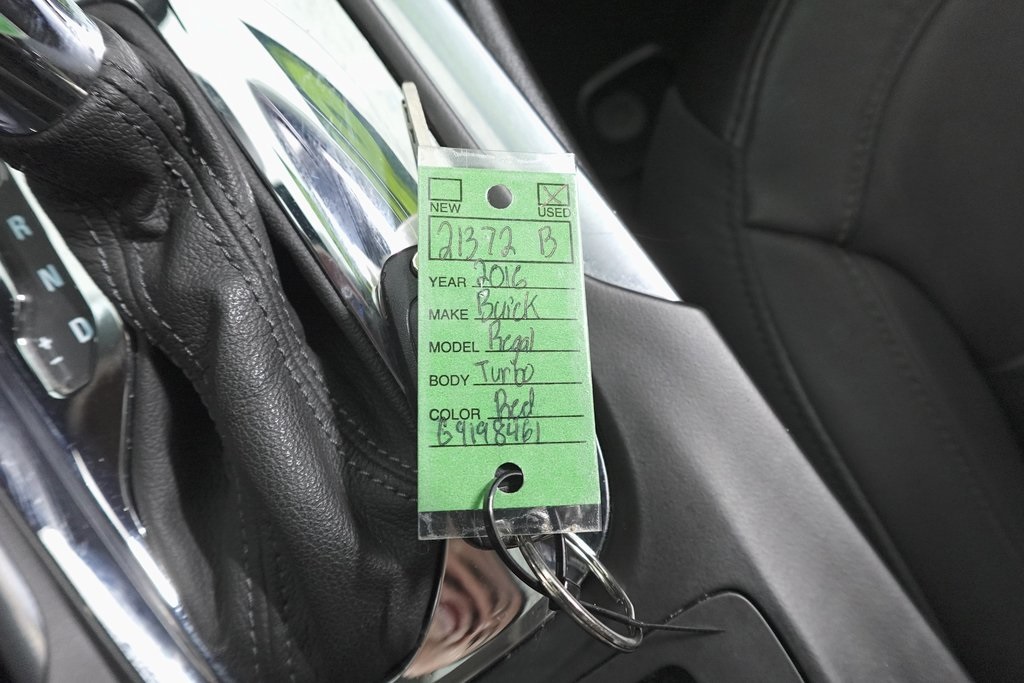 NEW USED
21372 B
YEAR 2016
MAKE Buick
MODEL Regal
BODY Turbo
COLOR Red
G9198461
R
N
D
+
-